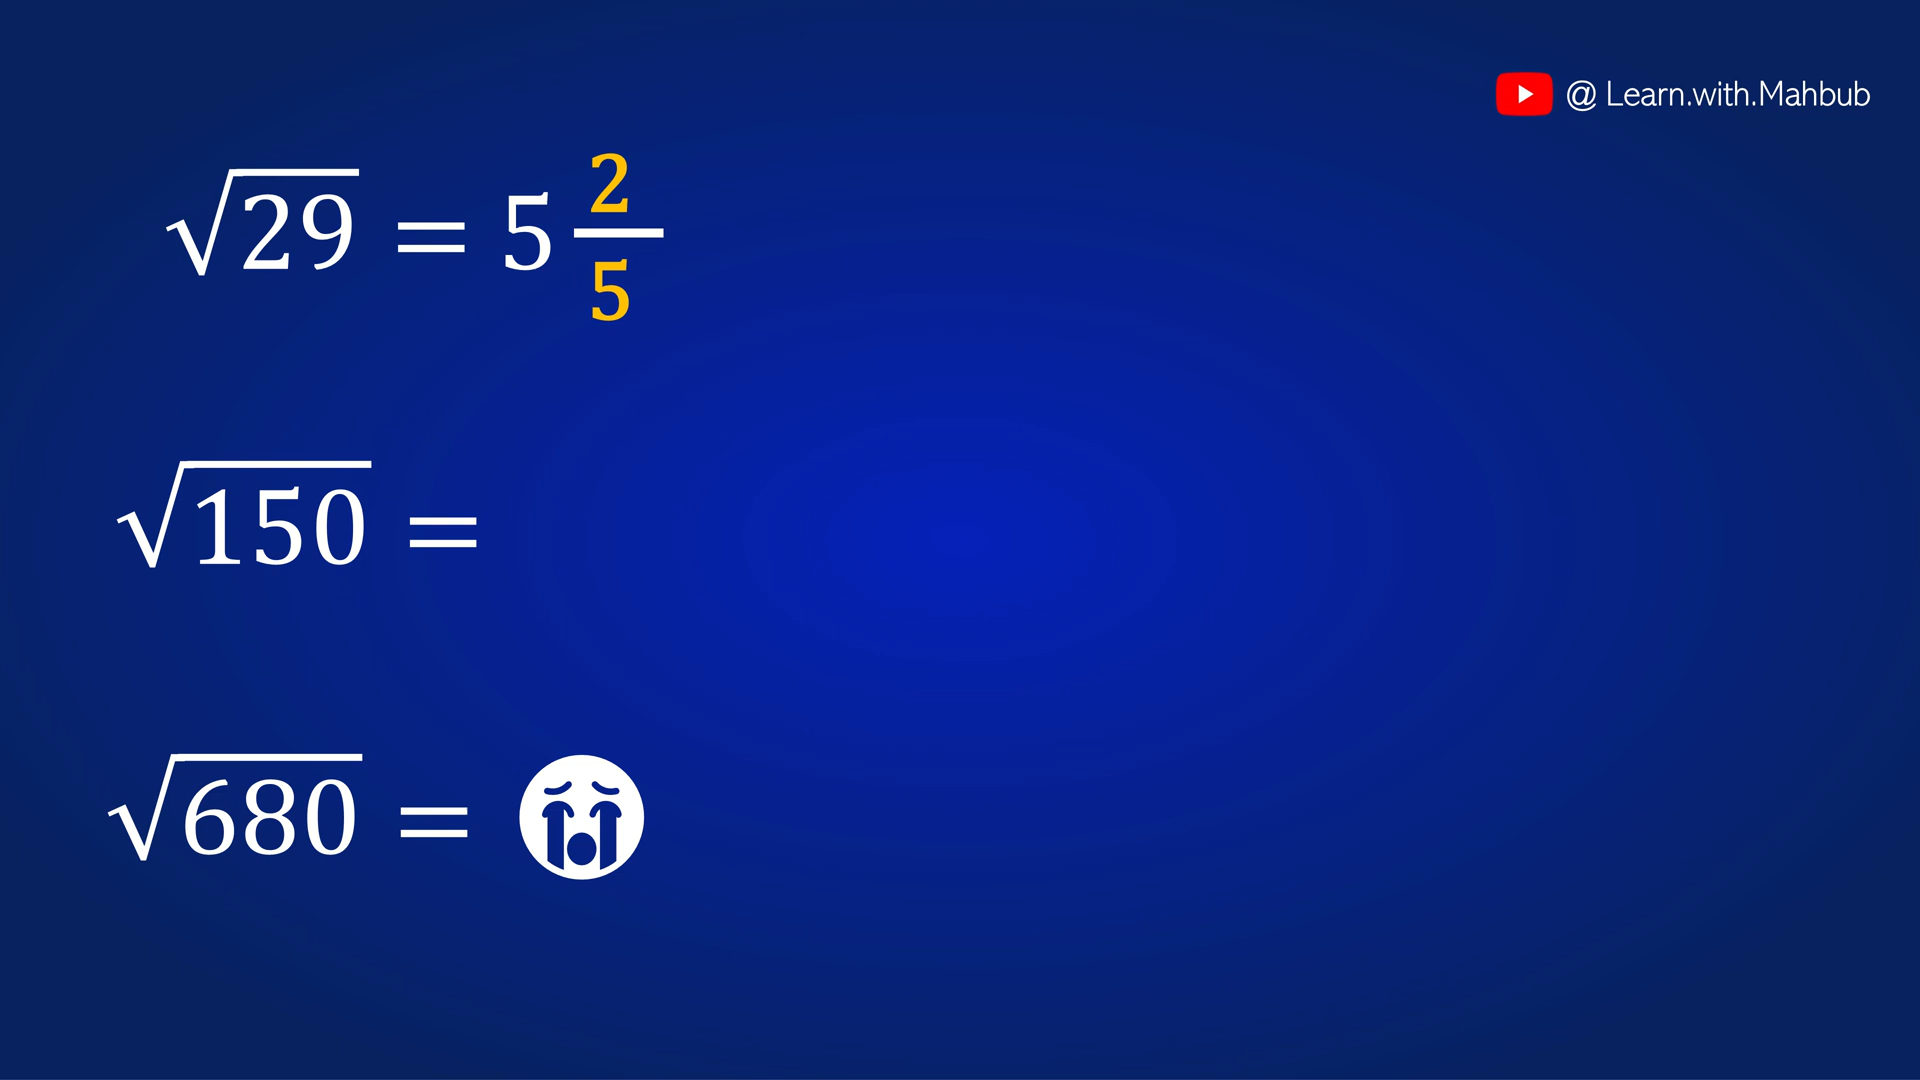 @ Learn.with.Mahbub
√29 = 5 2/5
√150 =
√680 = 😭